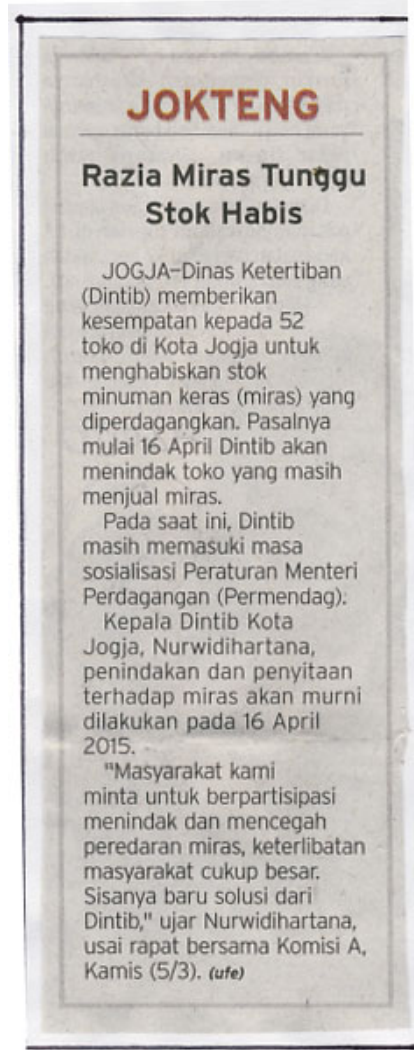 JOKTENG
Razia Miras Tunggu
Stok Habis
JOGJA–Dinas Ketertiban
(Dintib) memberikan
kesempatan kepada 52
toko di Kota Jogja untuk
menghabiskan stok
minuman keras (miras) yang
diperdagangkan. Pasalnya
mulai 16 April Dintib akan
menindak toko yang masih
menjual miras.
Pada saat ini, Dintib
masih memasuki masa
sosialisasi Peraturan Menteri
Perdagangan (Permendag).
Kepala Dintib Kota
Jogja, Nurwidihartana,
penindakan dan penyitaan
terhadap miras akan murni
dilakukan pada 16 April
2015.
"Masyarakat kami
minta untuk berpartisipasi
menindak dan mencegah
peredaran miras, keterlibatan
masyarakat cukup besar.
Sisanya baru solusi dari
Dintib," ujar Nurwidihartana,
usai rapat bersama Komisi A,
Kamis (5/3). (ufe)